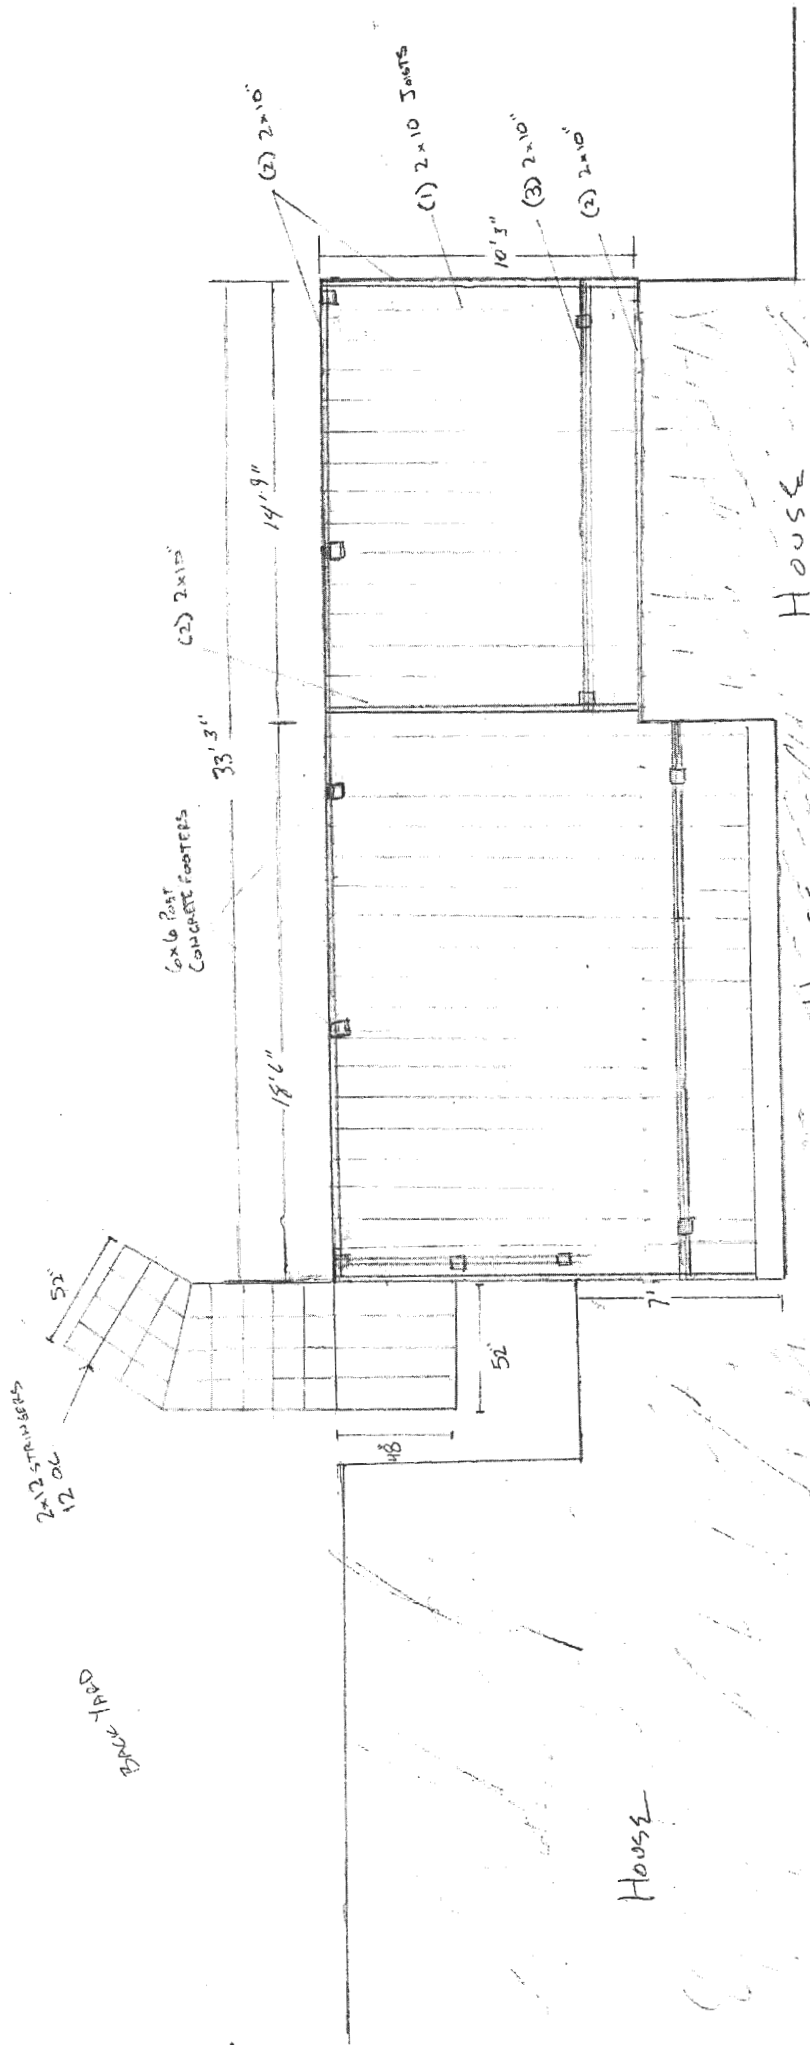 BACK YARD
2x12 STRINGERS
12 O.C.
52"
6x6 POST
CONCRETE FOOTERS
33'3"
18'6"
14'9"
(2) 2x10"
(2) 2x10"
(1) 2x10 JOISTS
(3) 2x10"
(2) 2x10"
10'3"
48
52"
7'
HOUSE
HOUSE